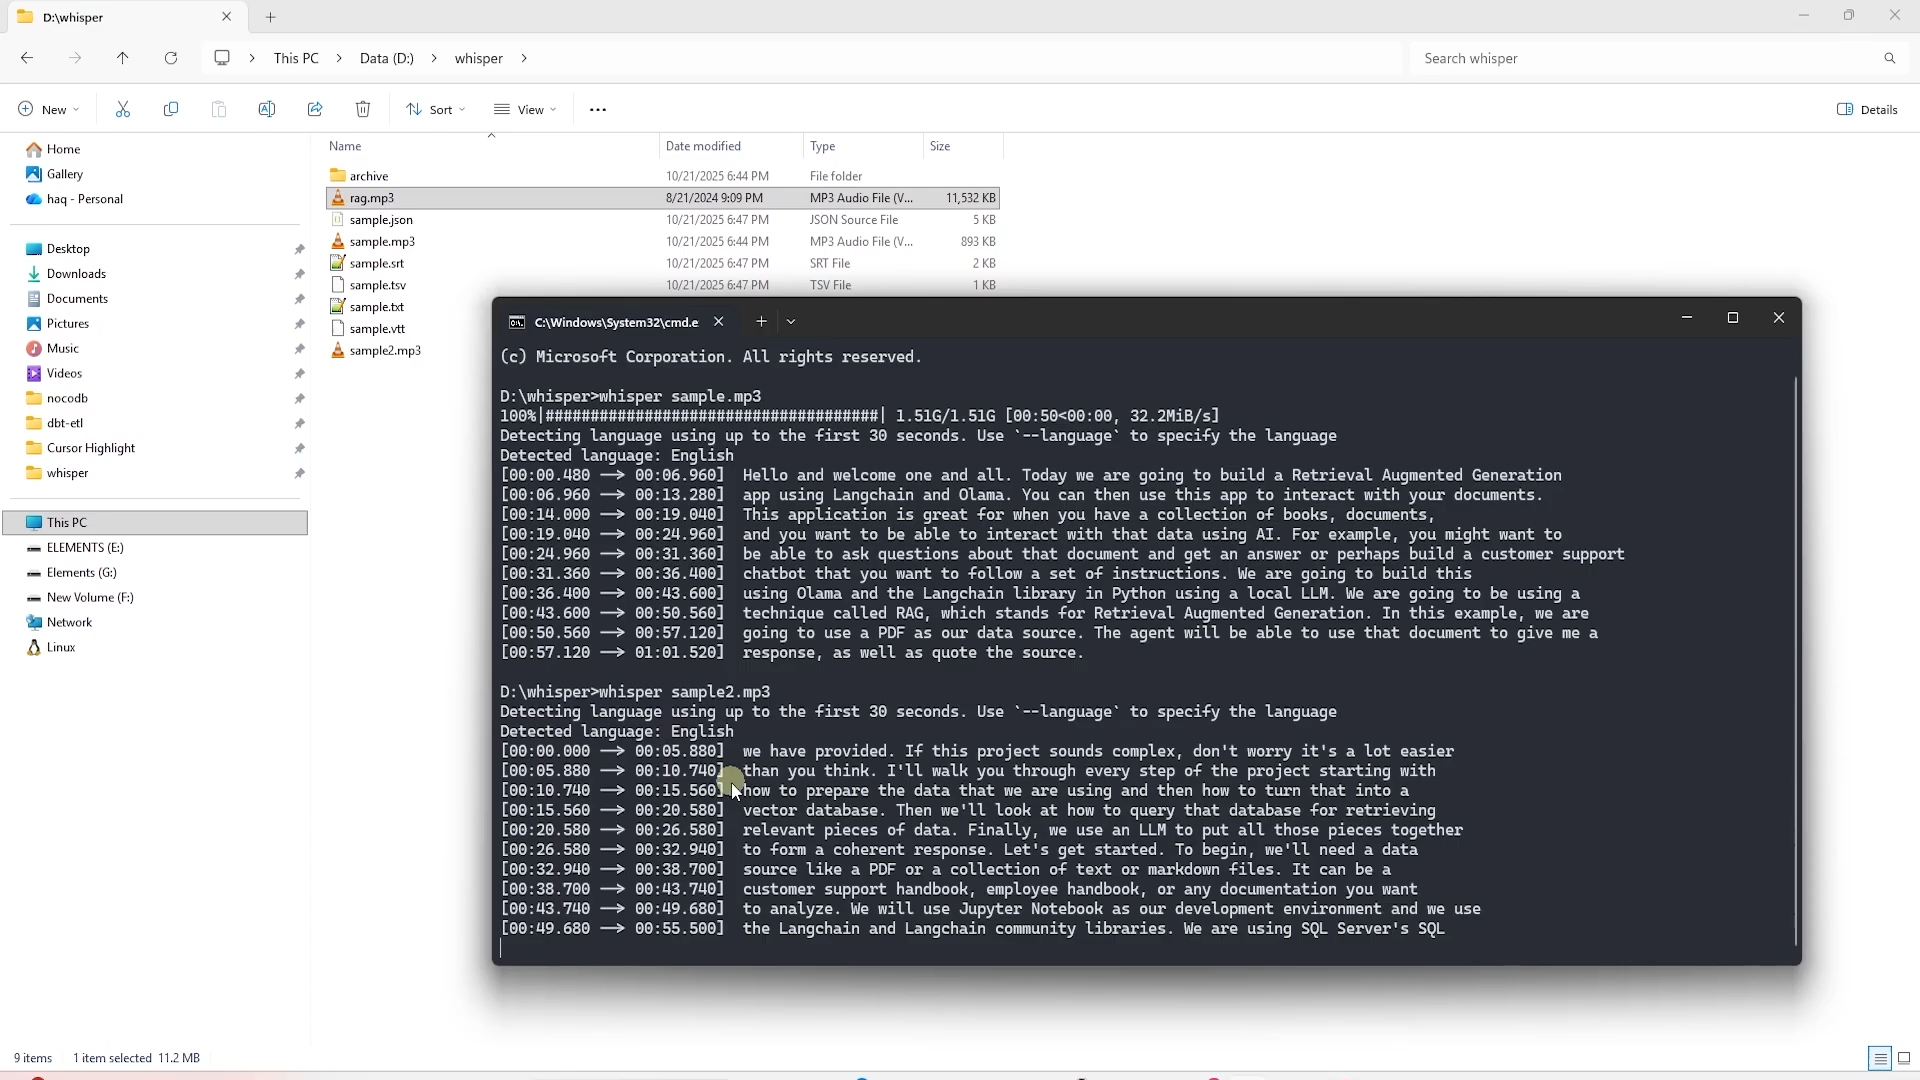 D:\whisper
This PC > Data (D:) > whisper >
Search whisper
New
Sort
View
Details
Home
Gallery
haq - Personal
Desktop
Downloads
Documents
Pictures
Music
Videos
nocodb
dbt-etl
Cursor Highlight
whisper
This PC
ELEMENTS (E:)
Elements (G:)
New Volume (F:)
Network
Linux
Name Date modified Type Size
archive 10/21/2025 6:44 PM File folder
rag.mp3 8/21/2024 9:09 PM MP3 Audio File (V... 11,532 KB
sample.json 10/21/2025 6:47 PM JSON Source File 5 KB
sample.mp3 10/21/2025 6:44 PM MP3 Audio File (V... 893 KB
sample.srt 10/21/2025 6:47 PM SRT File 2 KB
sample.tsv 10/21/2025 6:47 PM TSV File 1 KB
sample.txt
sample.vtt
sample2.mp3
C:\Windows\System32\cmd.e
(c) Microsoft Corporation. All rights reserved.
D:\whisper>whisper sample.mp3
100%|#####################################| 1.51G/1.51G [00:50<00:00, 32.2MiB/s]
Detecting language using up to the first 30 seconds. Use `--language` to specify the language
Detected language: English
[00:00.480 --> 00:06.960] Hello and welcome one and all. Today we are going to build a Retrieval Augmented Generation
[00:06.960 --> 00:13.280] app using Langchain and Olama. You can then use this app to interact with your documents.
[00:14.000 --> 00:19.040] This application is great for when you have a collection of books, documents,
[00:19.040 --> 00:24.960] and you want to be able to interact with that data using AI. For example, you might want to
[00:24.960 --> 00:31.360] be able to ask questions about that document and get an answer or perhaps build a customer support
[00:31.360 --> 00:36.400] chatbot that you want to follow a set of instructions. We are going to build this
[00:36.400 --> 00:43.600] using Olama and the Langchain library in Python using a local LLM. We are going to be using a
[00:43.600 --> 00:50.560] technique called RAG, which stands for Retrieval Augmented Generation. In this example, we are
[00:50.560 --> 00:57.120] going to use a PDF as our data source. The agent will be able to use that document to give me a
[00:57.120 --> 01:01.520] response, as well as quote the source.
D:\whisper>whisper sample2.mp3
Detecting language using up to the first 30 seconds. Use `--language` to specify the language
Detected language: English
[00:00.000 --> 00:05.880] we have provided. If this project sounds complex, don't worry it's a lot easier
[00:05.880 --> 00:10.740] than you think. I'll walk you through every step of the project starting with
[00:10.740 --> 00:15.560] how to prepare the data that we are using and then how to turn that into a
[00:15.560 --> 00:20.580] vector database. Then we'll look at how to query that database for retrieving
[00:20.580 --> 00:26.580] relevant pieces of data. Finally, we use an LLM to put all those pieces together
[00:26.580 --> 00:32.940] to form a coherent response. Let's get started. To begin, we'll need a data
[00:32.940 --> 00:38.700] source like a PDF or a collection of text or markdown files. It can be a
[00:38.700 --> 00:43.740] customer support handbook, employee handbook, or any documentation you want
[00:43.740 --> 00:49.680] to analyze. We will use Jupyter Notebook as our development environment and we use
[00:49.680 --> 00:55.500] the Langchain and Langchain community libraries. We are using SQL Server's SQL
9 items 1 item selected 11.2 MB